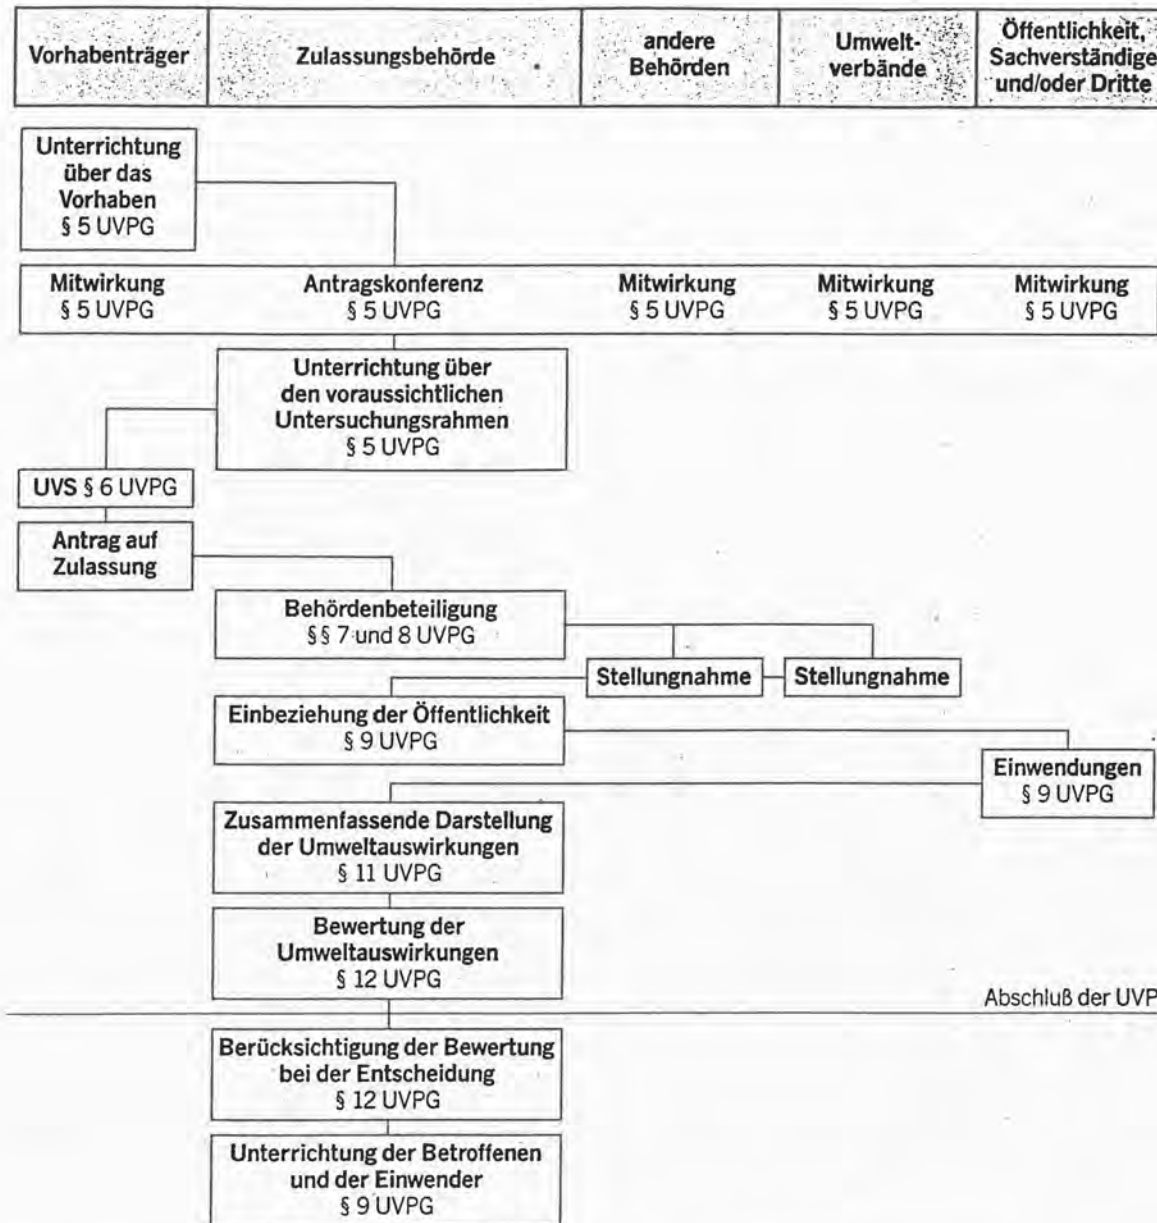 Vorhabenträger
Zulassungsbehörde
andere
Behörden
Umwelt-
verbände
Öffentlichkeit,
Sachverständige
und/oder Dritte
Unterrichtung
über das
Vorhaben
§ 5 UVPG
Mitwirkung
§ 5 UVPG
Antragskonferenz
§ 5 UVPG
Mitwirkung
§ 5 UVPG
Mitwirkung
§ 5 UVPG
Mitwirkung
§ 5 UVPG
Unterrichtung über
den voraussichtlichen
Untersuchungsrahmen
§ 5 UVPG
UVS § 6 UVPG
Antrag auf
Zulassung
Behördenbeteiligung
§§ 7 und 8 UVPG
Stellungnahme
Stellungnahme
Einbeziehung der Öffentlichkeit
§ 9 UVPG
Einwendungen
§ 9 UVPG
Zusammenfassende Darstellung
der Umweltauswirkungen
§ 11 UVPG
Bewertung der
Umweltauswirkungen
§ 12 UVPG
Abschluß der UVP
Berücksichtigung der Bewertung
bei der Entscheidung
§ 12 UVPG
Unterrichtung der Betroffenen
und der Einwender
§ 9 UVPG